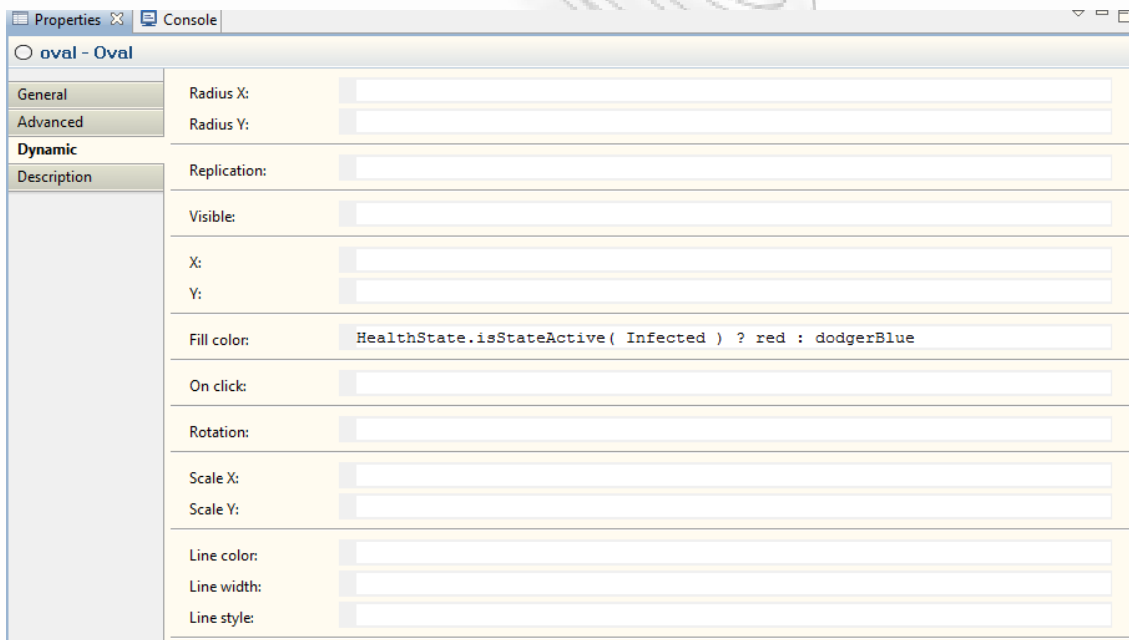 Properties Console
oval - Oval
General
Advanced
Dynamic
Description
Radius X:
Radius Y:
Replication:
Visible:
X:
Y:
Fill color: HealthState.isStateActive( Infected ) ? red : dodgerBlue
On click:
Rotation:
Scale X:
Scale Y:
Line color:
Line width:
Line style: